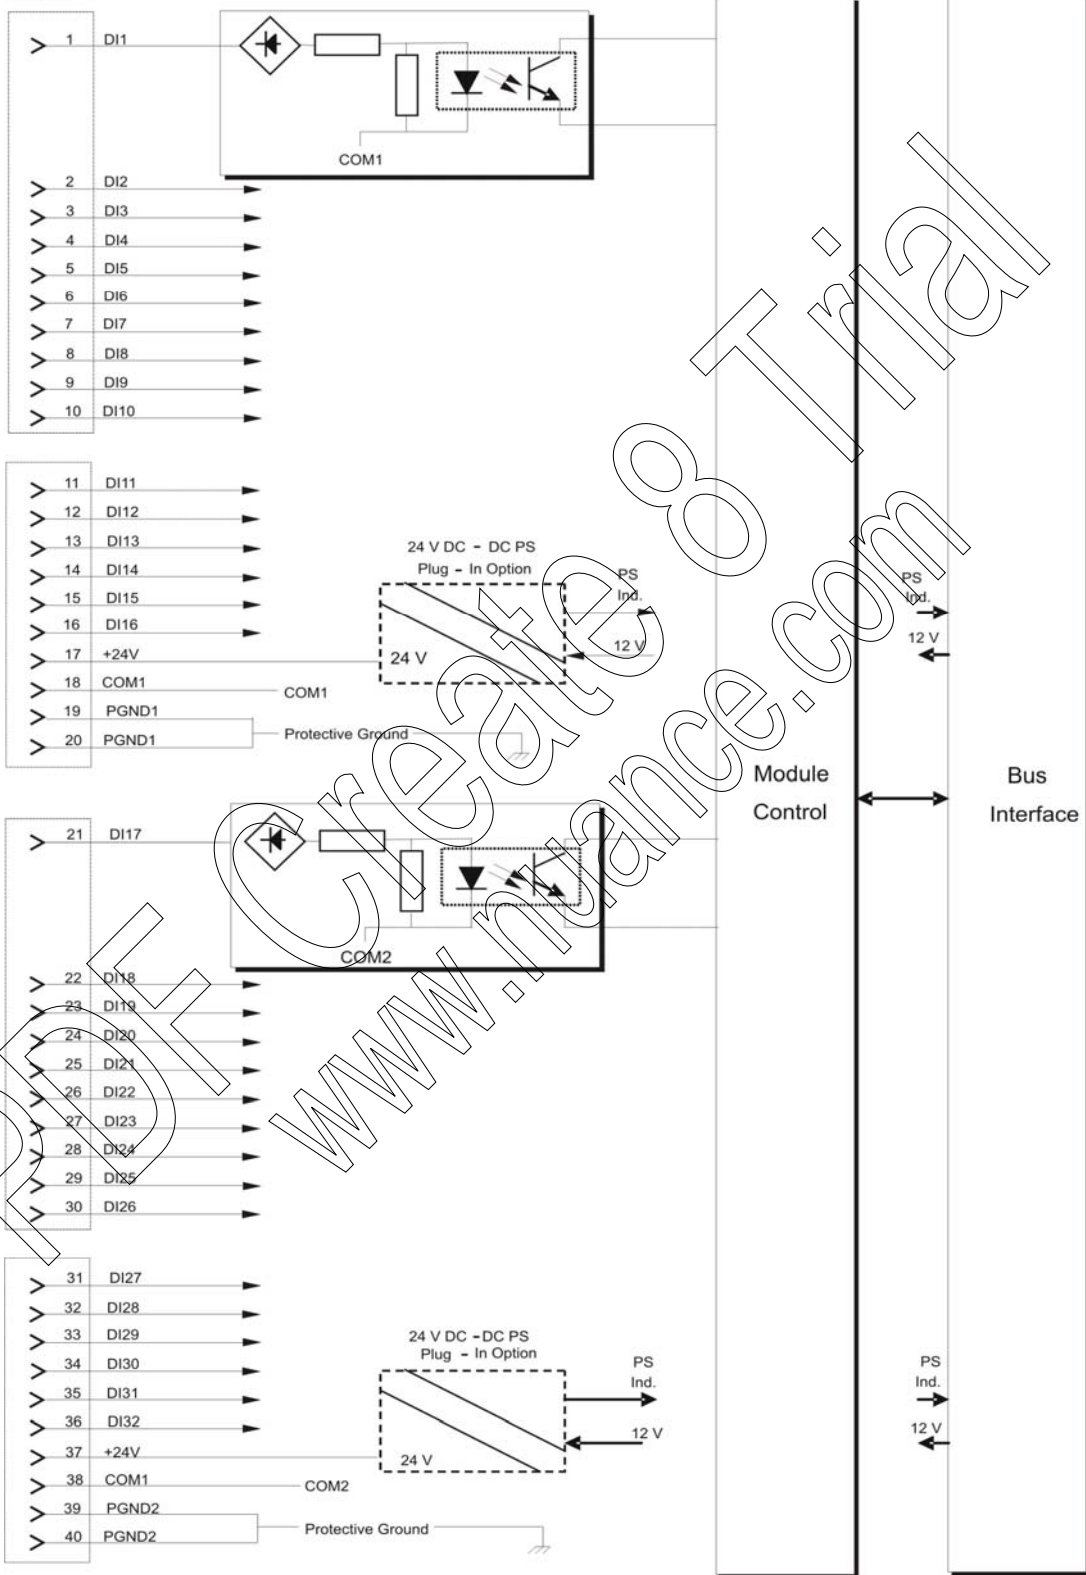 1 DI1
COM1
2 DI2
3 DI3
4 DI4
5 DI5
6 DI6
7 DI7
8 DI8
9 DI9
10 DI10
11 DI11
12 DI12
13 DI13
14 DI14
15 DI15
16 DI16
17 +24V
18 COM1
COM1
19 PGND1
20 PGND1
Protective Ground
24 V DC - DC PS
Plug - In Option
24 V
PS
Ind.
12 V
PS
Ind.
12 V
Module
Control
Bus
Interface
21 DI17
COM2
22 DI18
23 DI19
24 DI20
25 DI21
26 DI22
27 DI23
28 DI24
29 DI25
30 DI26
31 DI27
32 DI28
33 DI29
34 DI30
35 DI31
36 DI32
37 +24V
38 COM1
COM2
39 PGND2
40 PGND2
Protective Ground
24 V DC - DC PS
Plug - In Option
24 V
PS
Ind.
12 V
PS
Ind.
12 V
PDF Create 8 Trial
www.nuance.com